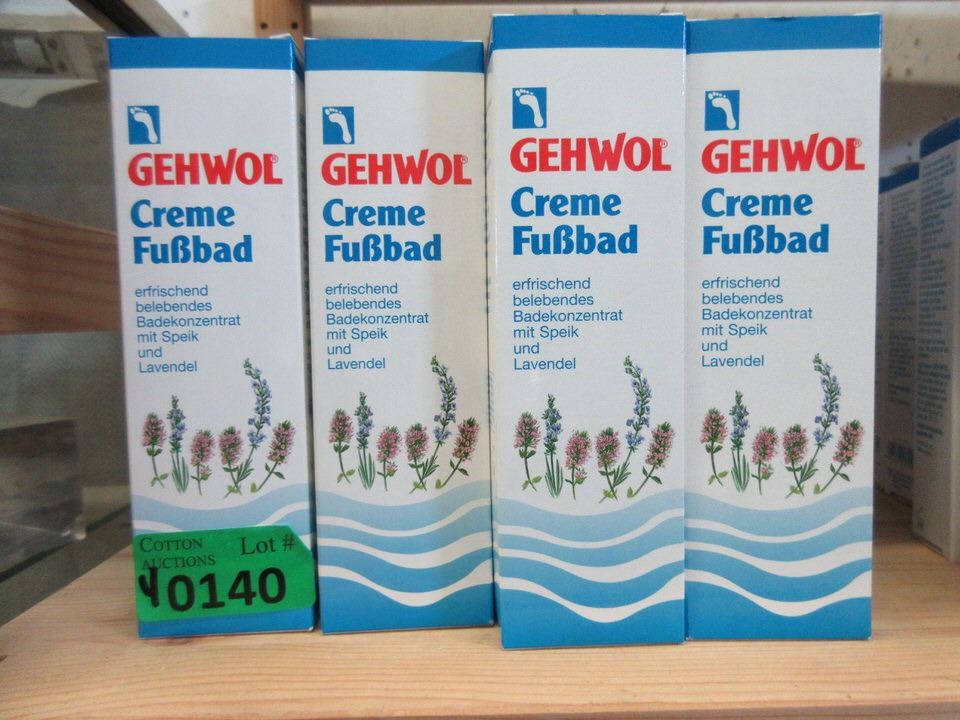 GEHWOL®
Creme
Fußbad
erfrischend
belebendes
Badekonzentrat
mit Speik
und
Lavendel
COTTON
AUCTIONS
Lot #
40140
GEHWOL®
Creme
Fußbad
erfrischend
belebendes
Badekonzentrat
mit Speik
und
Lavendel
GEHWOL®
Creme
Fußbad
erfrischend
belebendes
Badekonzentrat
mit Speik
und
Lavendel
GEHWOL®
Creme
Fußbad
erfrischend
belebendes
Badekonzentrat
mit Speik
und
Lavendel